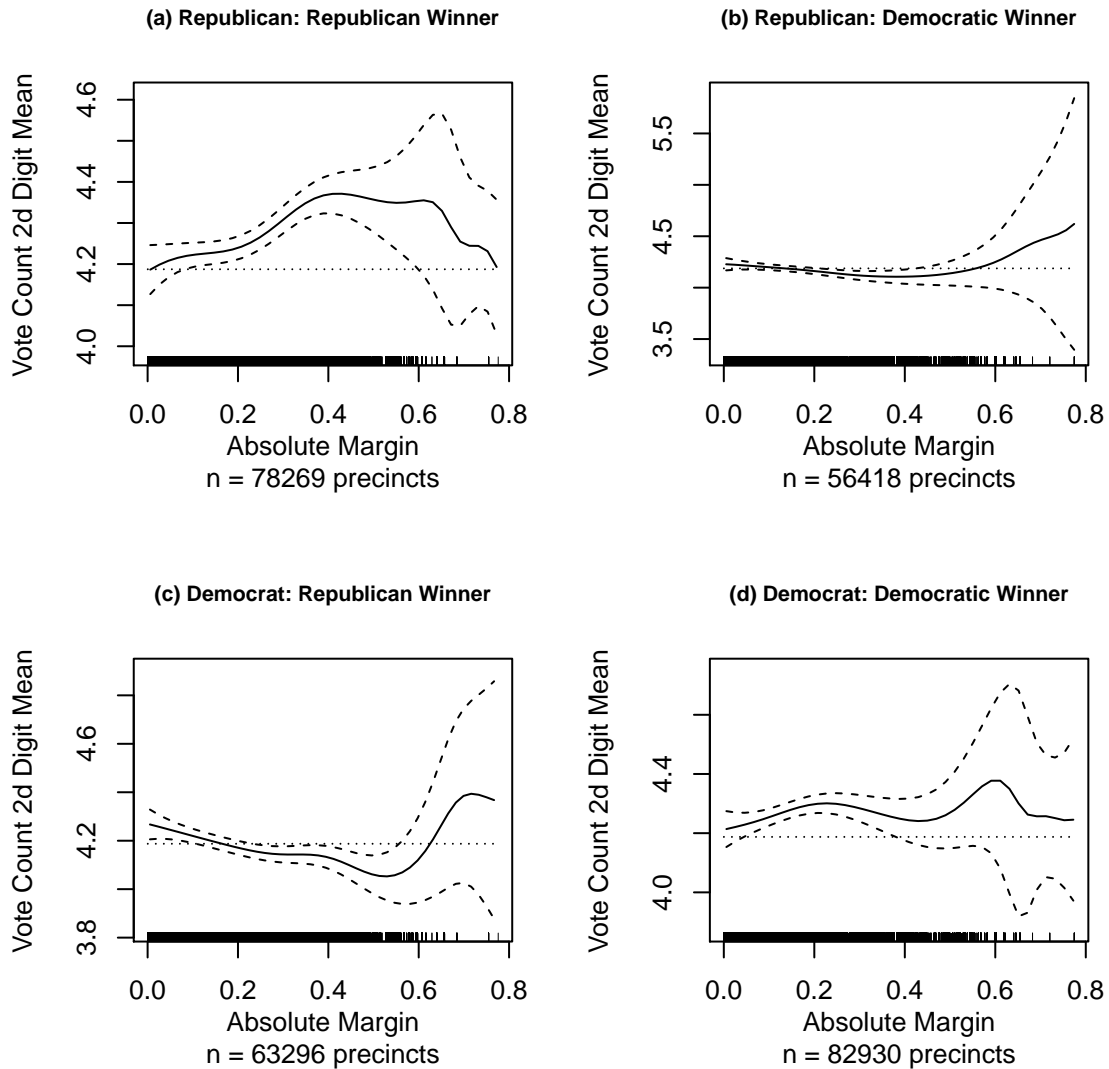 (a) Republican: Republican Winner
Vote Count 2d Digit Mean
4.0 4.2 4.4 4.6
0.0 0.2 0.4 0.6 0.8
Absolute Margin
n = 78269 precincts
(b) Republican: Democratic Winner
Vote Count 2d Digit Mean
3.5 4.5 5.5
0.0 0.2 0.4 0.6 0.8
Absolute Margin
n = 56418 precincts
(c) Democrat: Republican Winner
Vote Count 2d Digit Mean
3.8 4.2 4.6
0.0 0.2 0.4 0.6 0.8
Absolute Margin
n = 63296 precincts
(d) Democrat: Democratic Winner
Vote Count 2d Digit Mean
4.0 4.4
0.0 0.2 0.4 0.6 0.8
Absolute Margin
n = 82930 precincts